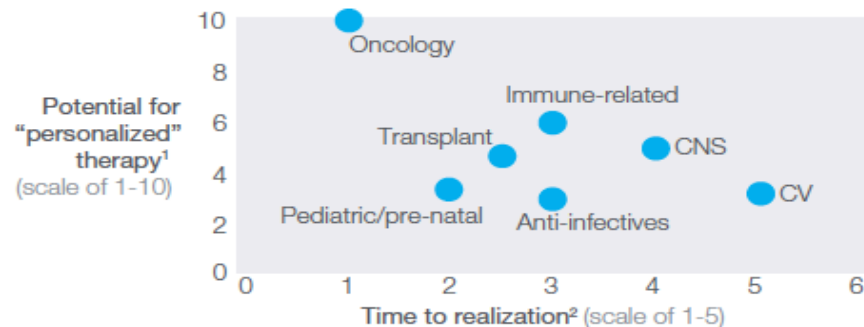 10
Oncology
8
Immune-related
Potential for
“personalized”
therapy¹
(scale of 1-10)
6
Transplant
CNS
4
Pediatric/pre-natal
Anti-infectives
CV
2
0
0 1 2 3 4 5 6
Time to realization² (scale of 1-5)